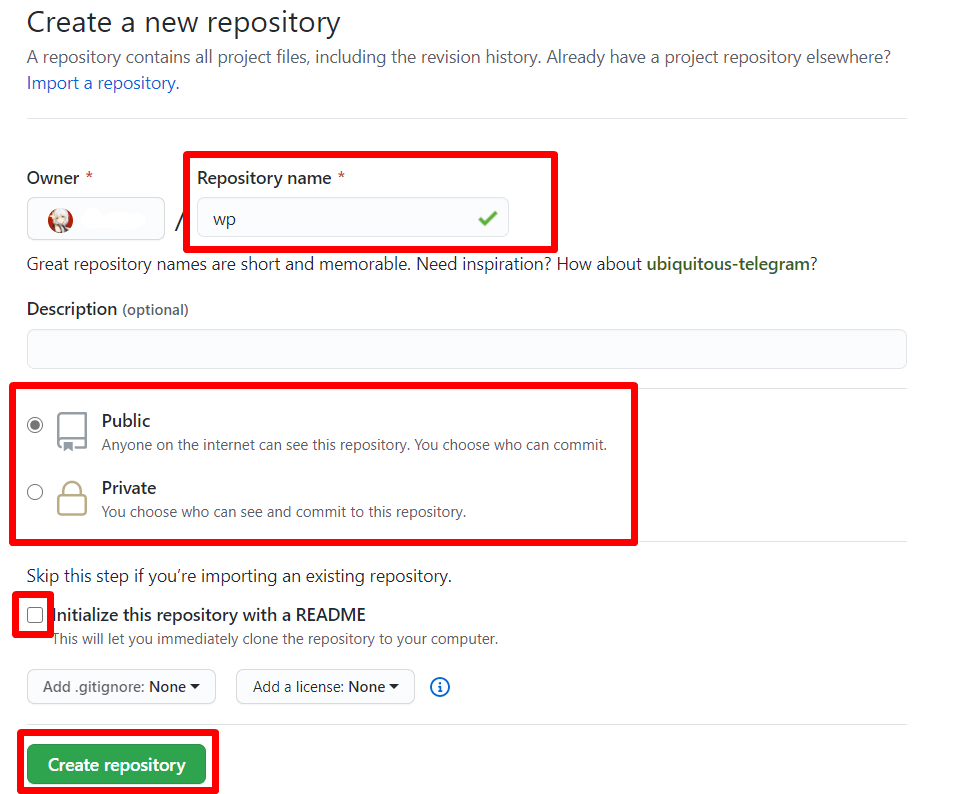 Create a new repository
A repository contains all project files, including the revision history. Already have a project repository elsewhere?
Import a repository.
Owner *
Repository name *
/
wp
Great repository names are short and memorable. Need inspiration? How about ubiquitous-telegram?
Description (optional)
Public
Anyone on the internet can see this repository. You choose who can commit.
Private
You choose who can see and commit to this repository.
Skip this step if you’re importing an existing repository.
Initialize this repository with a README
This will let you immediately clone the repository to your computer.
Add .gitignore: None
Add a license: None
Create repository